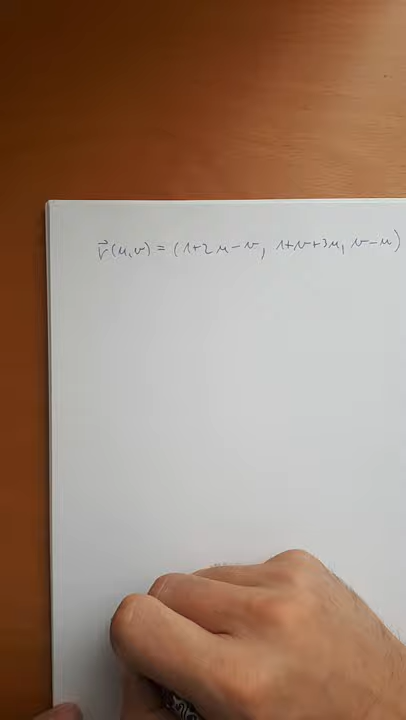 r⃗(u,v) = (1+2u-v, 1+v+3u, v-u)